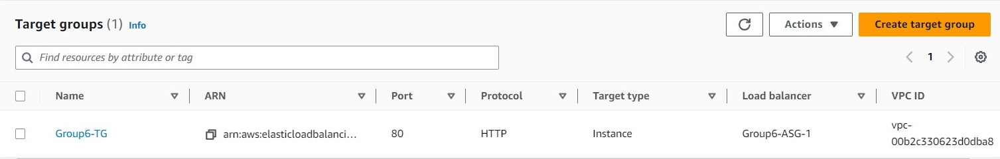 Target groups (1) Info
Actions
Create target group
Find resources by attribute or tag
1
Name ARN Port Protocol Target type Load balancer VPC ID
Group6-TG arn:aws:elasticloadbalanci... 80 HTTP Instance Group6-ASG-1 vpc-
00b2c330623d0dba8